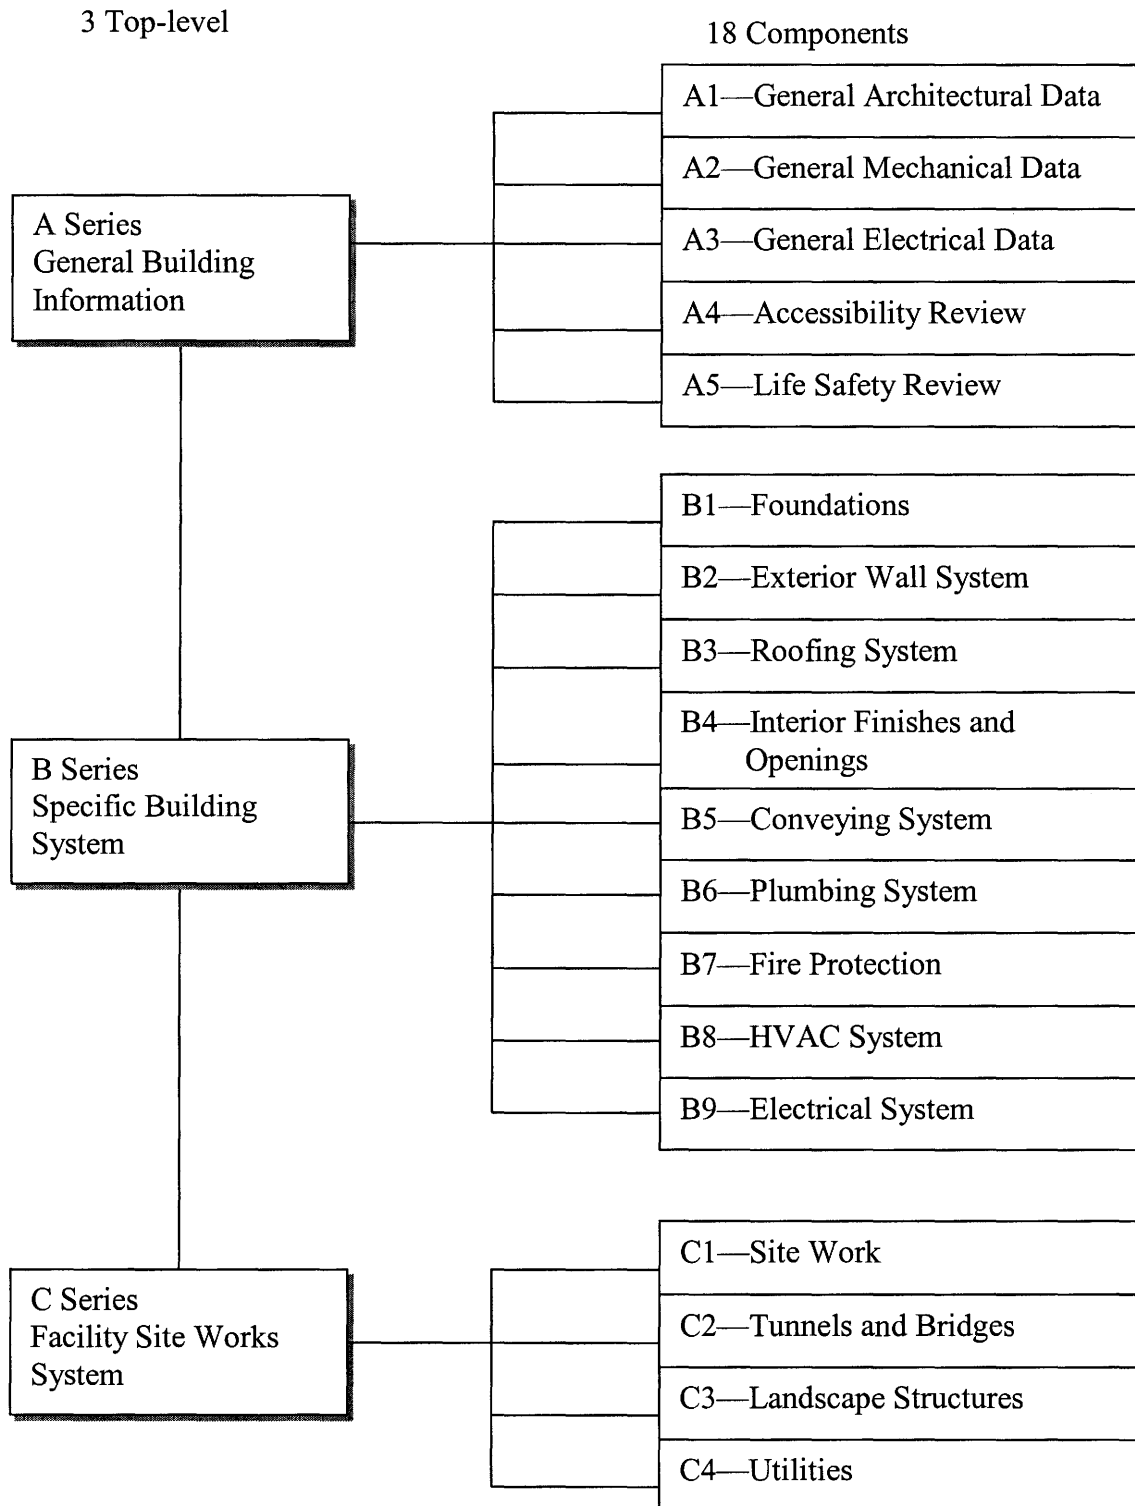 3 Top-level
18 Components
A Series
General Building
Information
A1—General Architectural Data
A2—General Mechanical Data
A3—General Electrical Data
A4—Accessibility Review
A5—Life Safety Review
B Series
Specific Building
System
B1—Foundations
B2—Exterior Wall System
B3—Roofing System
B4—Interior Finishes and
Openings
B5—Conveying System
B6—Plumbing System
B7—Fire Protection
B8—HVAC System
B9—Electrical System
C Series
Facility Site Works
System
C1—Site Work
C2—Tunnels and Bridges
C3—Landscape Structures
C4—Utilities